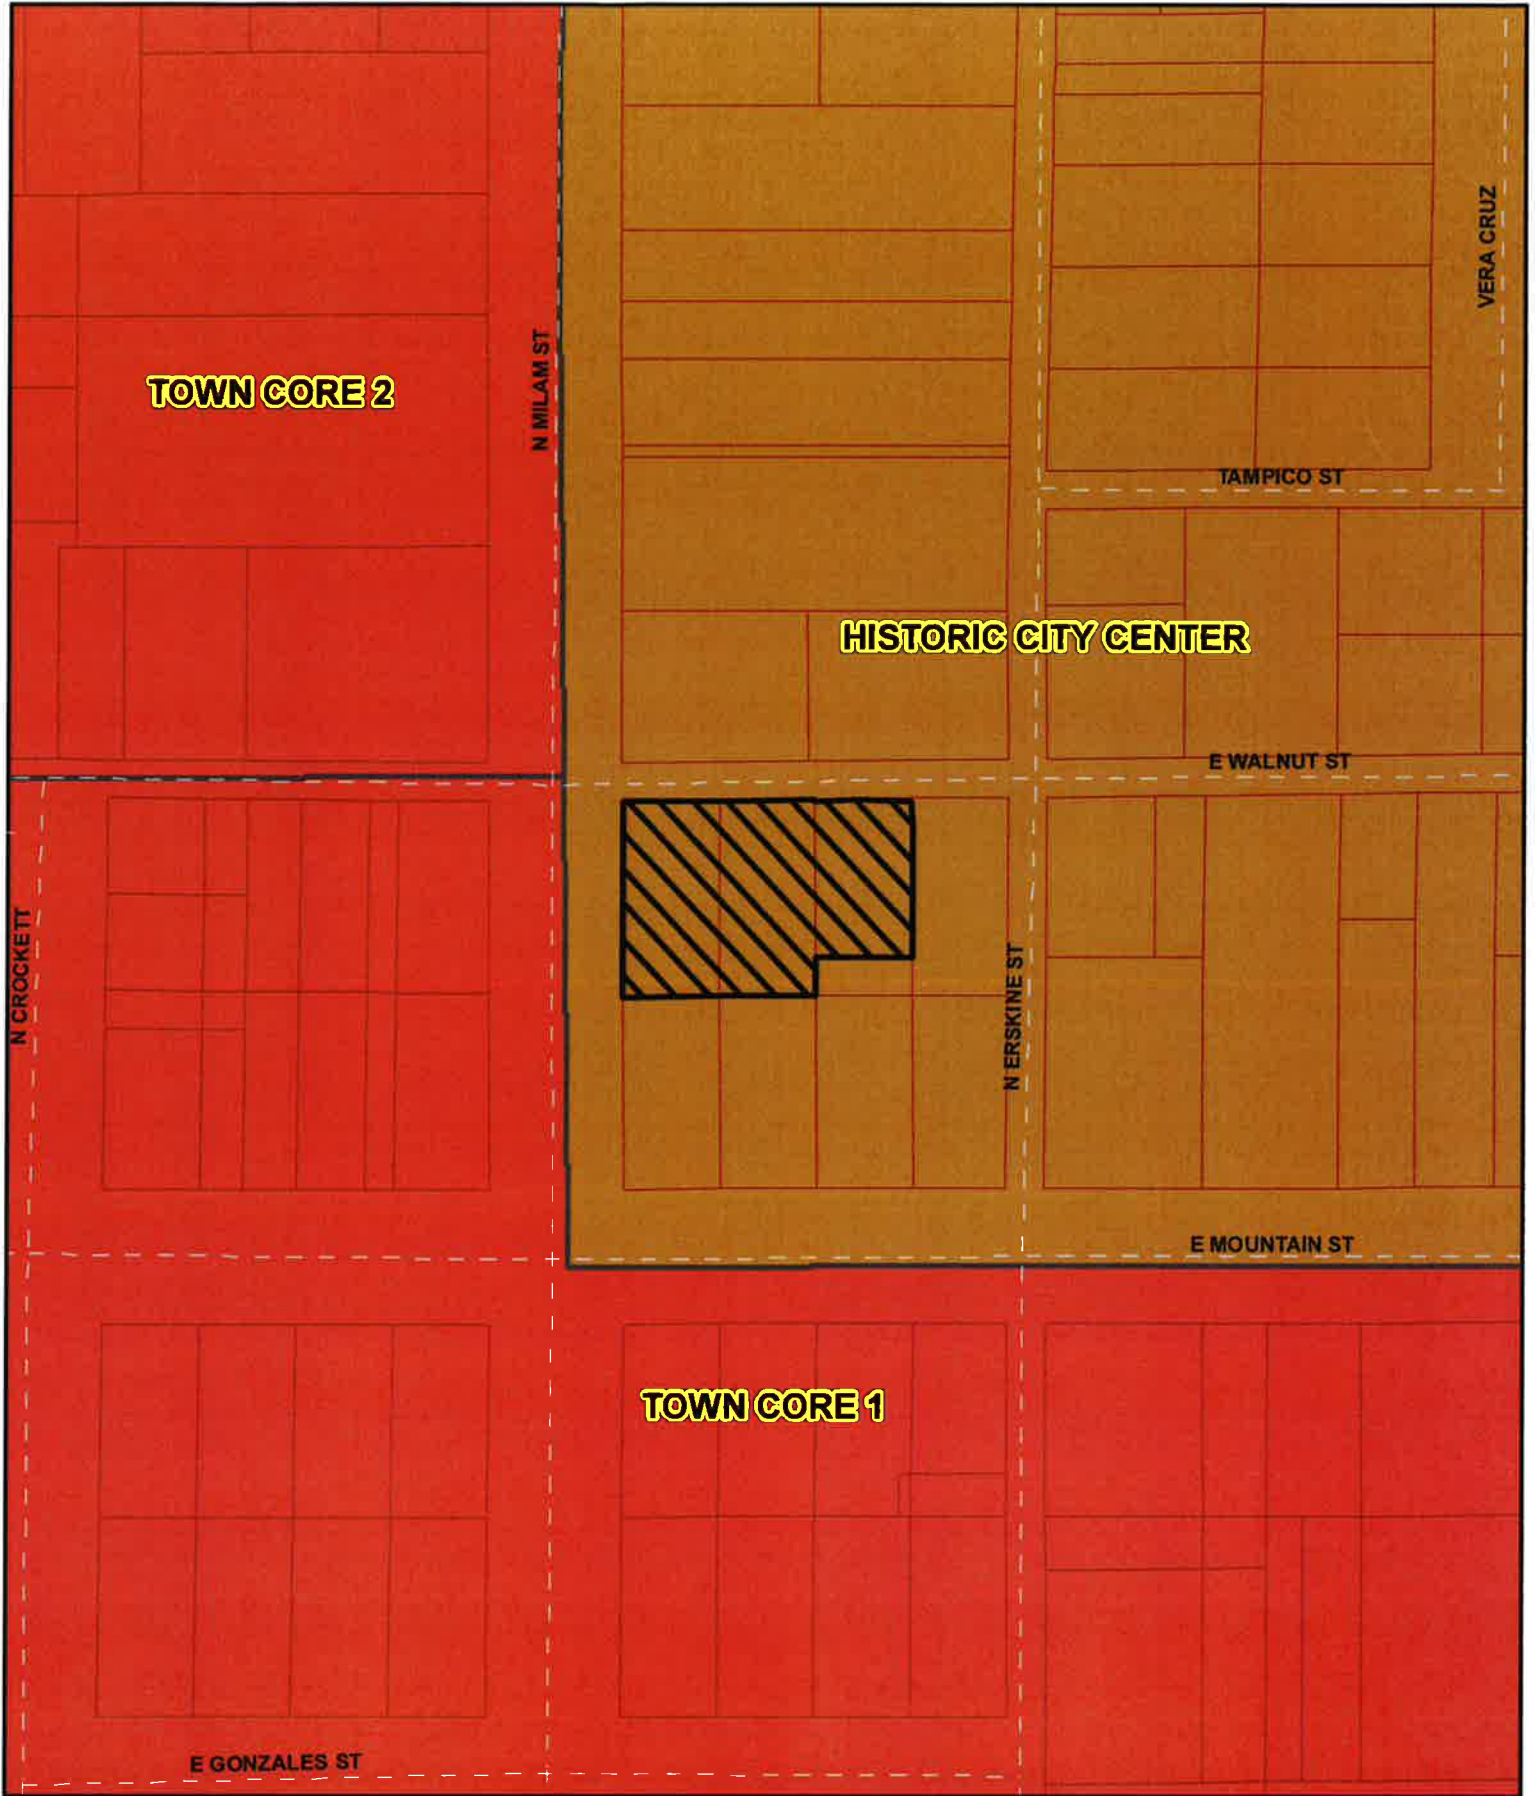 VERA CRUZ
N MILAM ST
TOWN CORE 2
TAMPICO ST
HISTORIC CITY CENTER
E WALNUT ST
N CROCKETT
N ERSKINE ST
E MOUNTAIN ST
TOWN CORE 1
E GONZALES ST